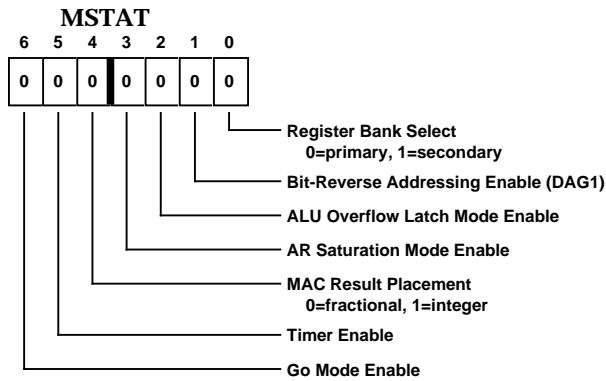 MSTAT
6 5 4 3 2 1 0
0 0 0 0 0 0 0
Register Bank Select
0=primary, 1=secondary
Bit-Reverse Addressing Enable (DAG1)
ALU Overflow Latch Mode Enable
AR Saturation Mode Enable
MAC Result Placement
0=fractional, 1=integer
Timer Enable
Go Mode Enable